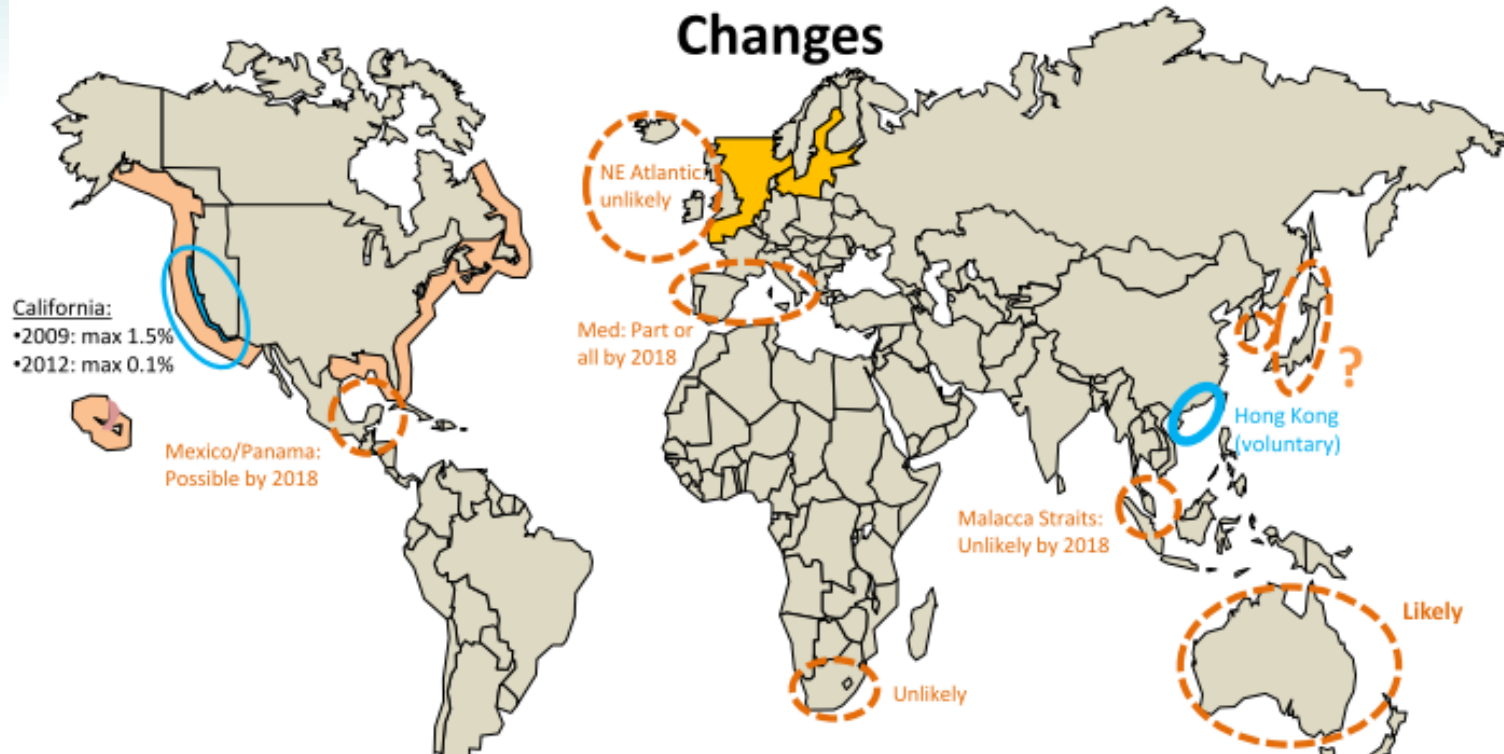 Changes
NE Atlantic:
unlikely
California:
•2009: max 1.5%
•2012: max 0.1%
Med: Part or
all by 2018
?
Hong Kong
(voluntary)
Mexico/Panama:
Possible by 2018
Malacca Straits:
Unlikely by 2018
Likely
Unlikely